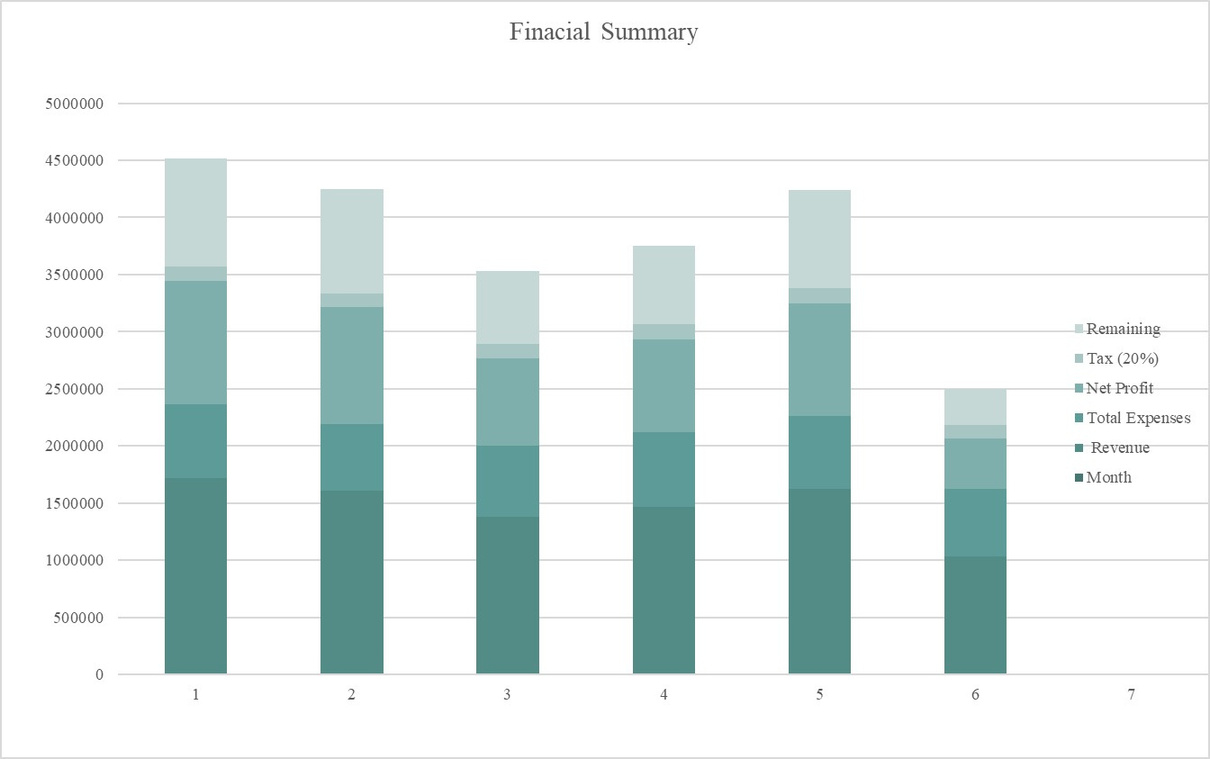 Finacial Summary
5000000
4500000
4000000
3500000
3000000
2500000
2000000
1500000
1000000
500000
0
1 2 3 4 5 6 7
Remaining
Tax (20%)
Net Profit
Total Expenses
Revenue
Month